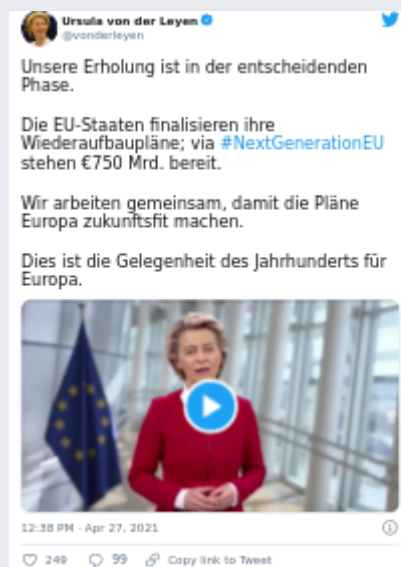 Ursula von der Leyen
@vonderleyen
Unsere Erholung ist in der entscheidenden
Phase.
Die EU-Staaten finalisieren ihre
Wiederaufbaupläne; via #NextGenerationEU
stehen €750 Mrd. bereit.
Wir arbeiten gemeinsam, damit die Pläne
Europa zukunftsfit machen.
Dies ist die Gelegenheit des Jahrhunderts für
Europa.
12:38 PM · Apr 27, 2021
249 99 Copy link to Tweet